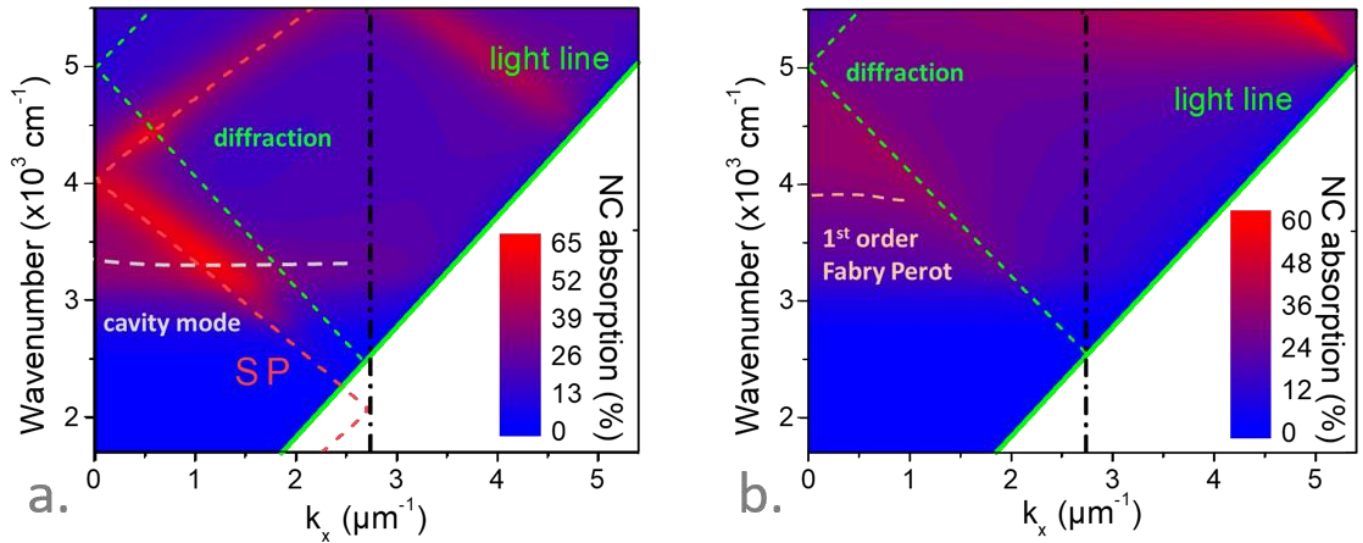 Wavenumber (x10³ cm⁻¹)
5
4
3
2
0
1
2
3
4
5
kₓ (µm⁻¹)
light line
diffraction
cavity mode
SP
NC absorption (%)
65
52
39
26
13
0
a.
Wavenumber (x10³ cm⁻¹)
5
4
3
2
0
1
2
3
4
5
kₓ (µm⁻¹)
diffraction
light line
1st order
Fabry Perot
NC absorption (%)
60
48
36
24
12
0
b.